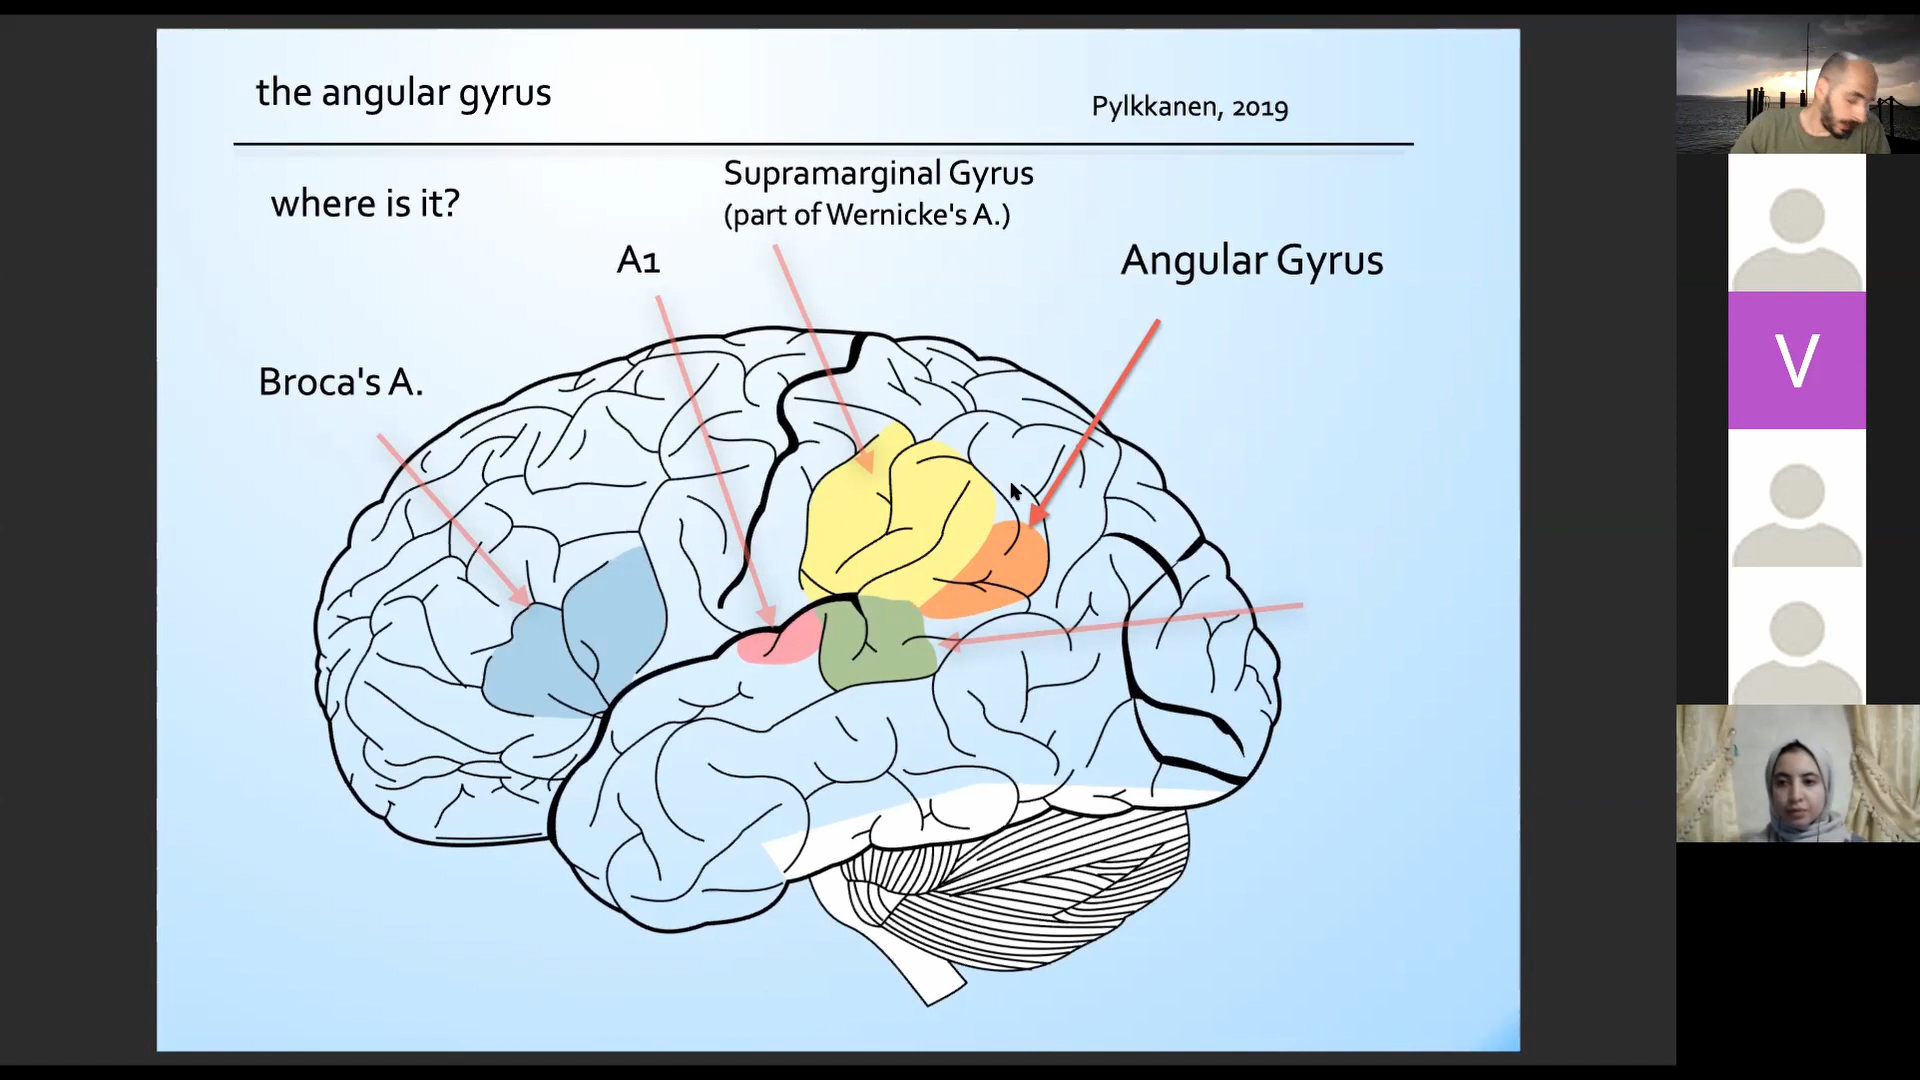 the angular gyrus
Pylkkanen, 2019
where is it?
Supramarginal Gyrus
(part of Wernicke's A.)
A1
Angular Gyrus
Broca's A.
V